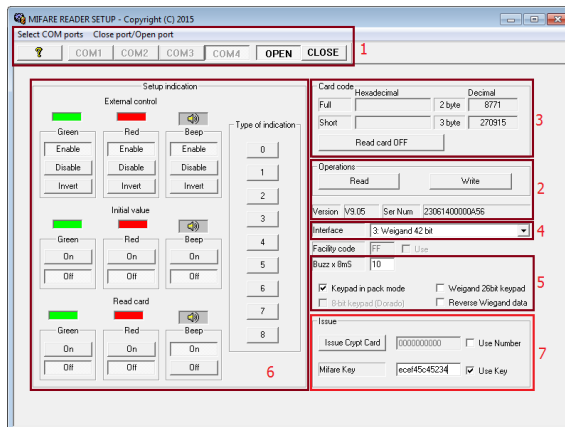 MIFARE READER SETUP - Copyright (C) 2015
Select COM ports Close port/Open port
? COM1 COM2 COM3 COM4 OPEN CLOSE 1
Setup indication
External control
Green Red Beep
Enable Enable Enable
Disable Disable Disable
Invert Invert Invert
Initial value
Green Red Beep
On On On
Off Off Off
Read card
Green Red Beep
On On On
Off Off Off
Type of indication
0
1
2
3
4
5
6
7
8
6
Card code
Hexadecimal Decimal
Full 2 byte 8771
Short 3 byte 270915
Read card OFF
3
Operations
Read Write
2
Version V9.05 Ser Num 23061400000A56
Interface 3: Weigand 42 bit 4
Facility code FF Use
Buzz x 8mS 10
5
Keypad in pack mode Weigand 26bit keypad
8-bit keypad (Dorado) Reverse Wiegand data
Issue
Issue Crypt Card 0000000000 Use Number
7
Mifare Key ecef45c45234 Use Key